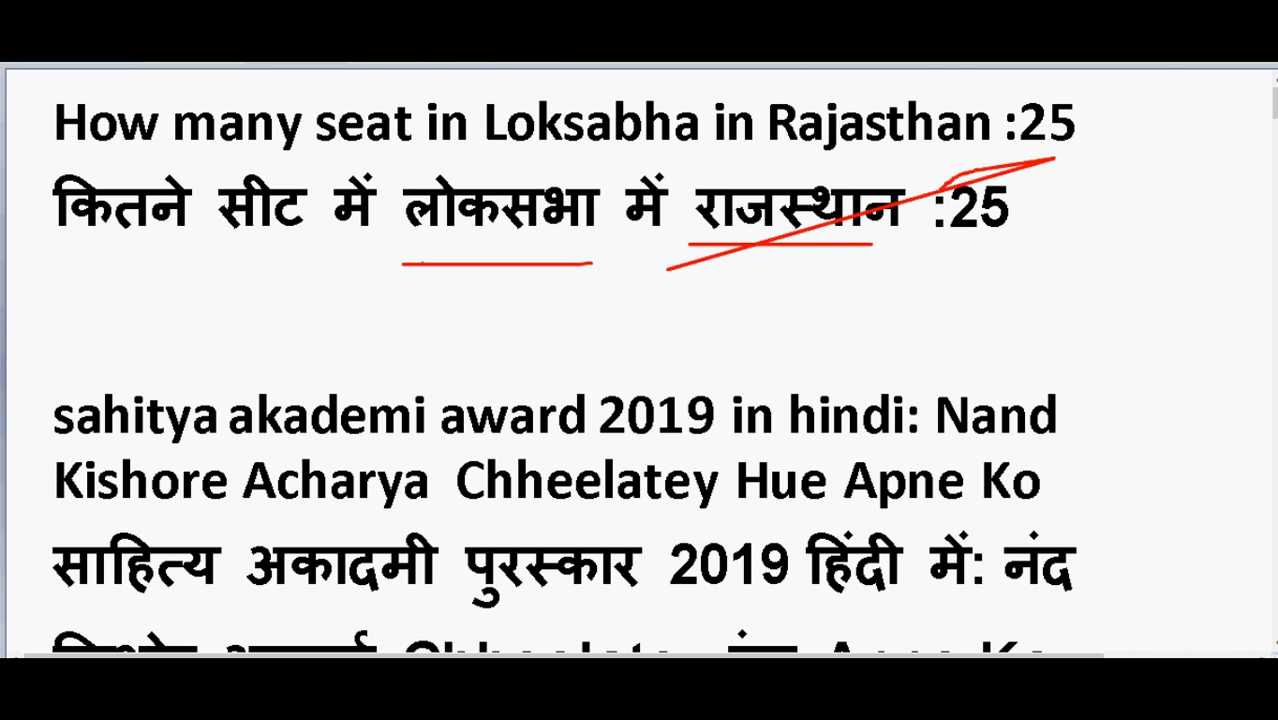 How many seat in Loksabha in Rajasthan :25
कितने सीट में लोकसभा में राजस्थान :25
sahitya akademi award 2019 in hindi: Nand
Kishore Acharya Chheelatey Hue Apne Ko
साहित्य अकादमी पुरस्कार 2019 हिंदी में: नंद